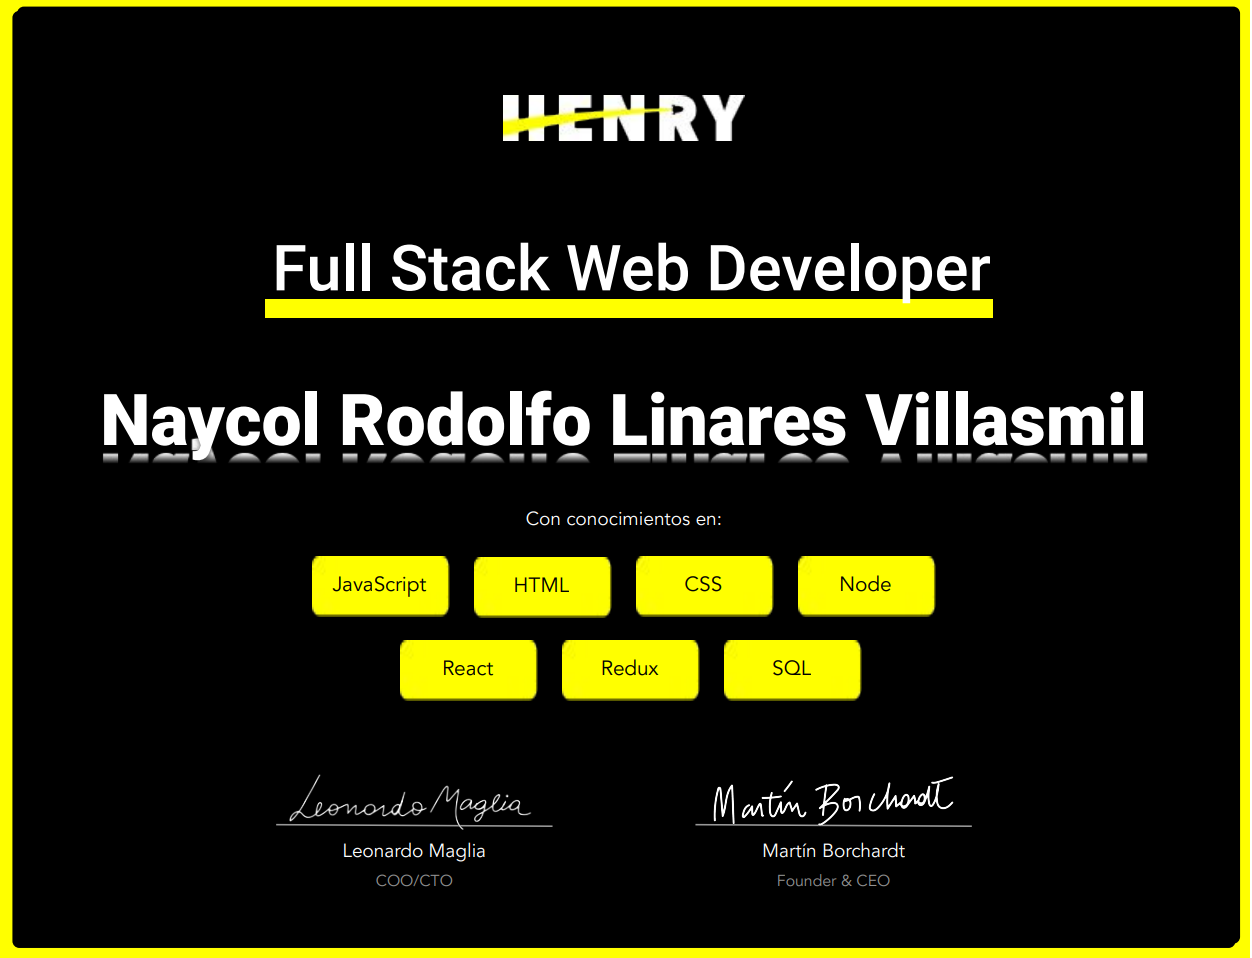 HENRY
Full Stack Web Developer
Naycol Rodolfo Linares Villasmil
Con conocimientos en:
JavaScript HTML CSS Node
React Redux SQL
Leonardo Maglia Martín Borchardt
Leonardo Maglia Martín Borchardt
COO/CTO Founder & CEO